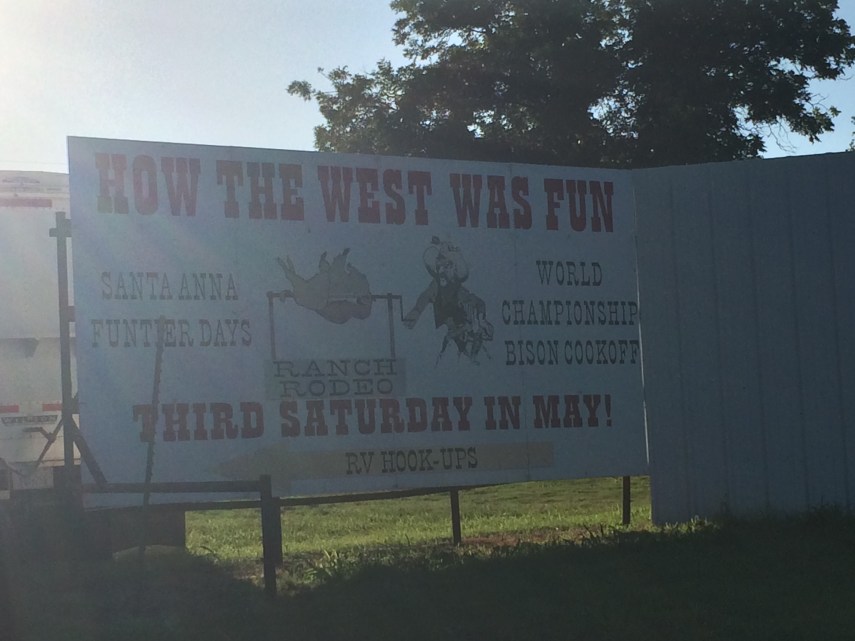 HOW THE WEST WAS FUN
SANTA ANNA
FUNTIER DAYS
RANCH
RODEO
WORLD
CHAMPIONSHIP
BISON COOKOFF
THIRD SATURDAY IN MAY!
RV HOOK-UPS
WILSON